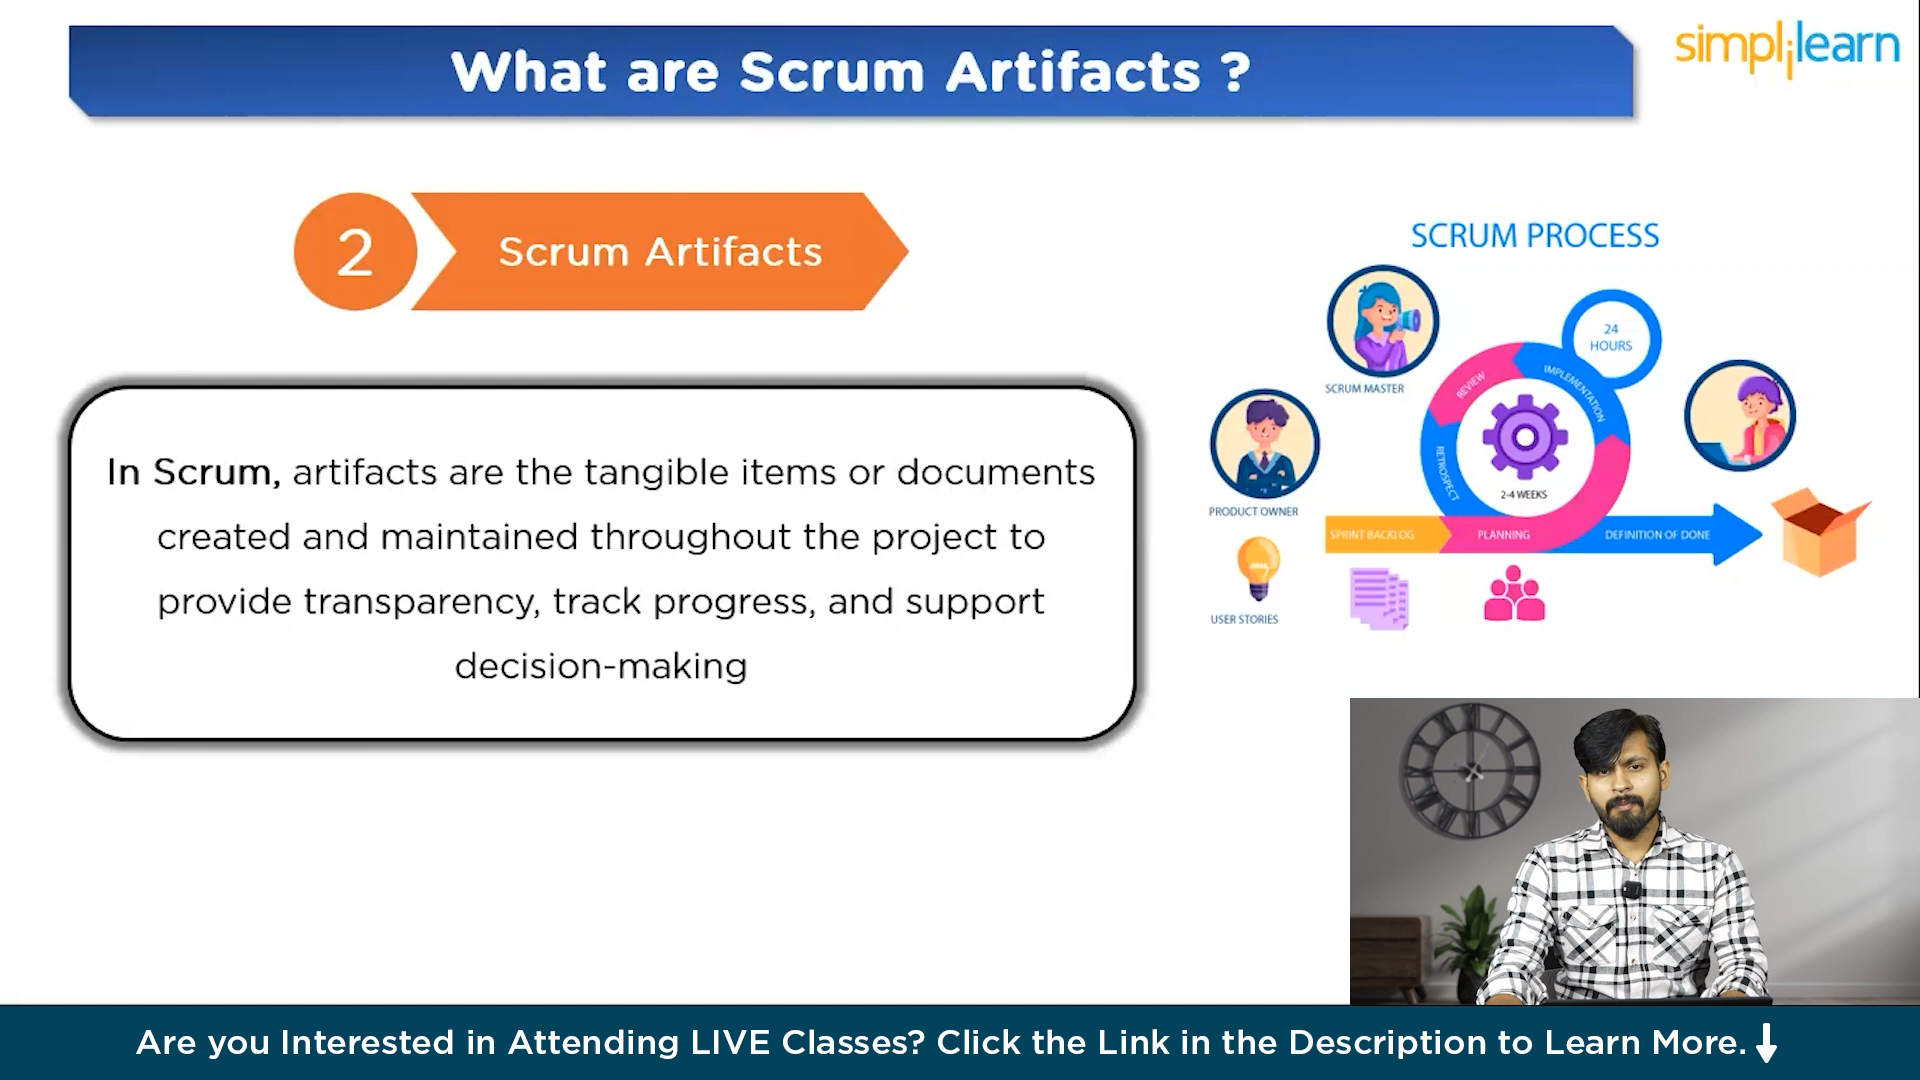 What are Scrum Artifacts ?
simplilearn
2
Scrum Artifacts
In Scrum, artifacts are the tangible items or documents
created and maintained throughout the project to
provide transparency, track progress, and support
decision-making
SCRUM PROCESS
24
HOURS
SCRUM MASTER
REVIEW
IMPLEMENTATION
RETROSPECT
2-4 WEEKS
PRODUCT OWNER
SPRINT BACKLOG
PLANNING
DEFINITION OF DONE
USER STORIES
Are you Interested in Attending LIVE Classes? Click the Link in the Description to Learn More.